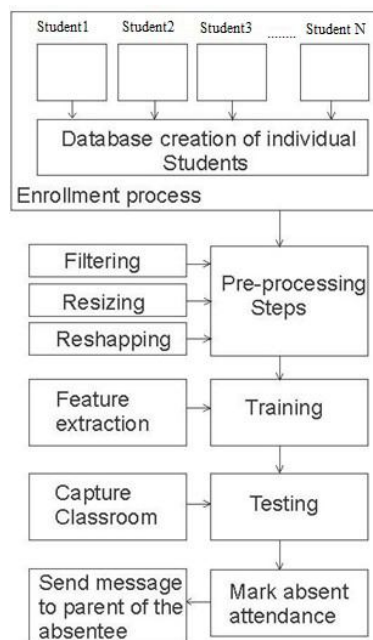 Student1 Student2 Student3 ........ Student N
Database creation of individual
Students
Enrollment process
Filtering
Resizing
Reshapping
Pre-processing
Steps
Feature
extraction
Training
Capture
Classroom
Testing
Send message
to parent of the
absentee
Mark absent
attendance